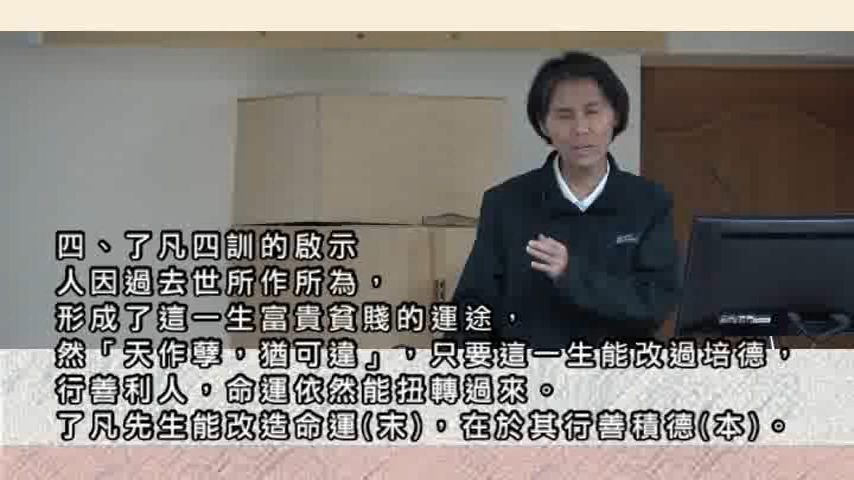 四、了凡四訓的啟示
人因過去世所作所為，
形成了這一生富貴貧賤的運途，
然「天作孽，猶可違」，只要這一生能改過培德，
行善利人，命運依然能扭轉過來。
了凡先生能改造命運(末)，在於其行善積德(本)。